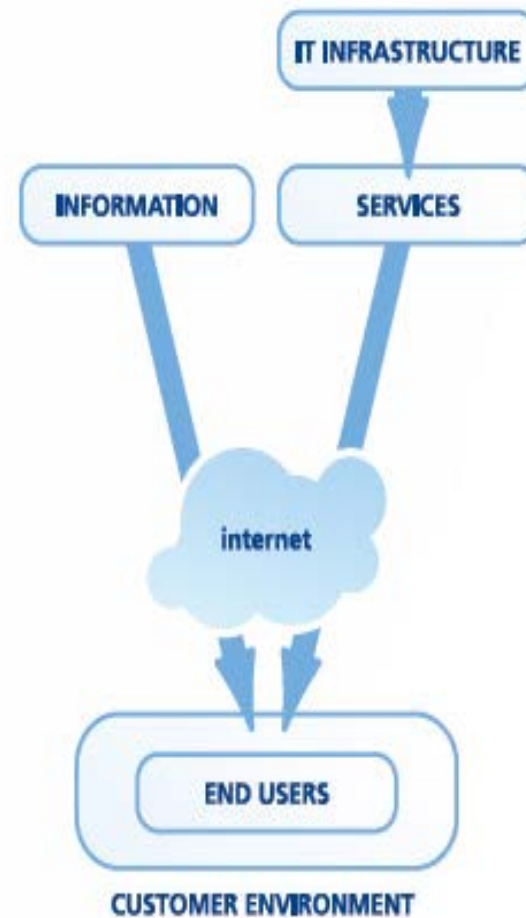 IT INFRASTRUCTURE
INFORMATION
SERVICES
internet
END USERS
CUSTOMER ENVIRONMENT